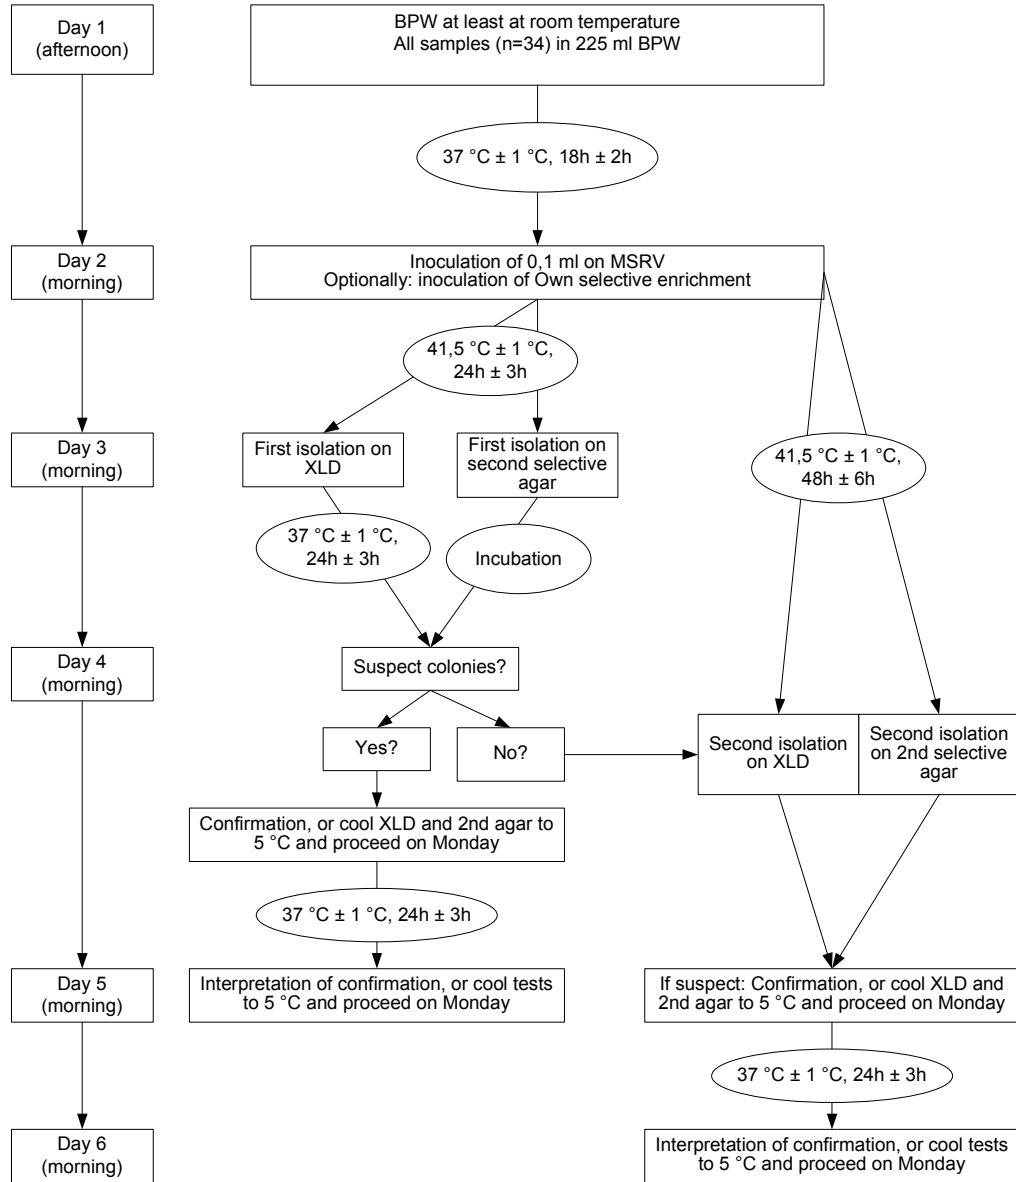 Day 1
(afternoon)
BPW at least at room temperature
All samples (n=34) in 225 ml BPW
37 °C ± 1 °C, 18h ± 2h
Day 2
(morning)
Inoculation of 0,1 ml on MSRV
Optionally: inoculation of Own selective enrichment
41,5 °C ± 1 °C,
24h ± 3h
Day 3
(morning)
First isolation on
XLD
First isolation on
second selective
agar
41,5 °C ± 1 °C,
48h ± 6h
37 °C ± 1 °C,
24h ± 3h
Incubation
Day 4
(morning)
Suspect colonies?
Yes?
No?
Second isolation
on XLD
Second isolation
on 2nd selective
agar
Confirmation, or cool XLD and 2nd agar to
5 °C and proceed on Monday
37 °C ± 1 °C, 24h ± 3h
Day 5
(morning)
Interpretation of confirmation, or cool tests
to 5 °C and proceed on Monday
If suspect: Confirmation, or cool XLD and
2nd agar to 5 °C and proceed on Monday
37 °C ± 1 °C, 24h ± 3h
Day 6
(morning)
Interpretation of confirmation, or cool tests
to 5 °C and proceed on Monday